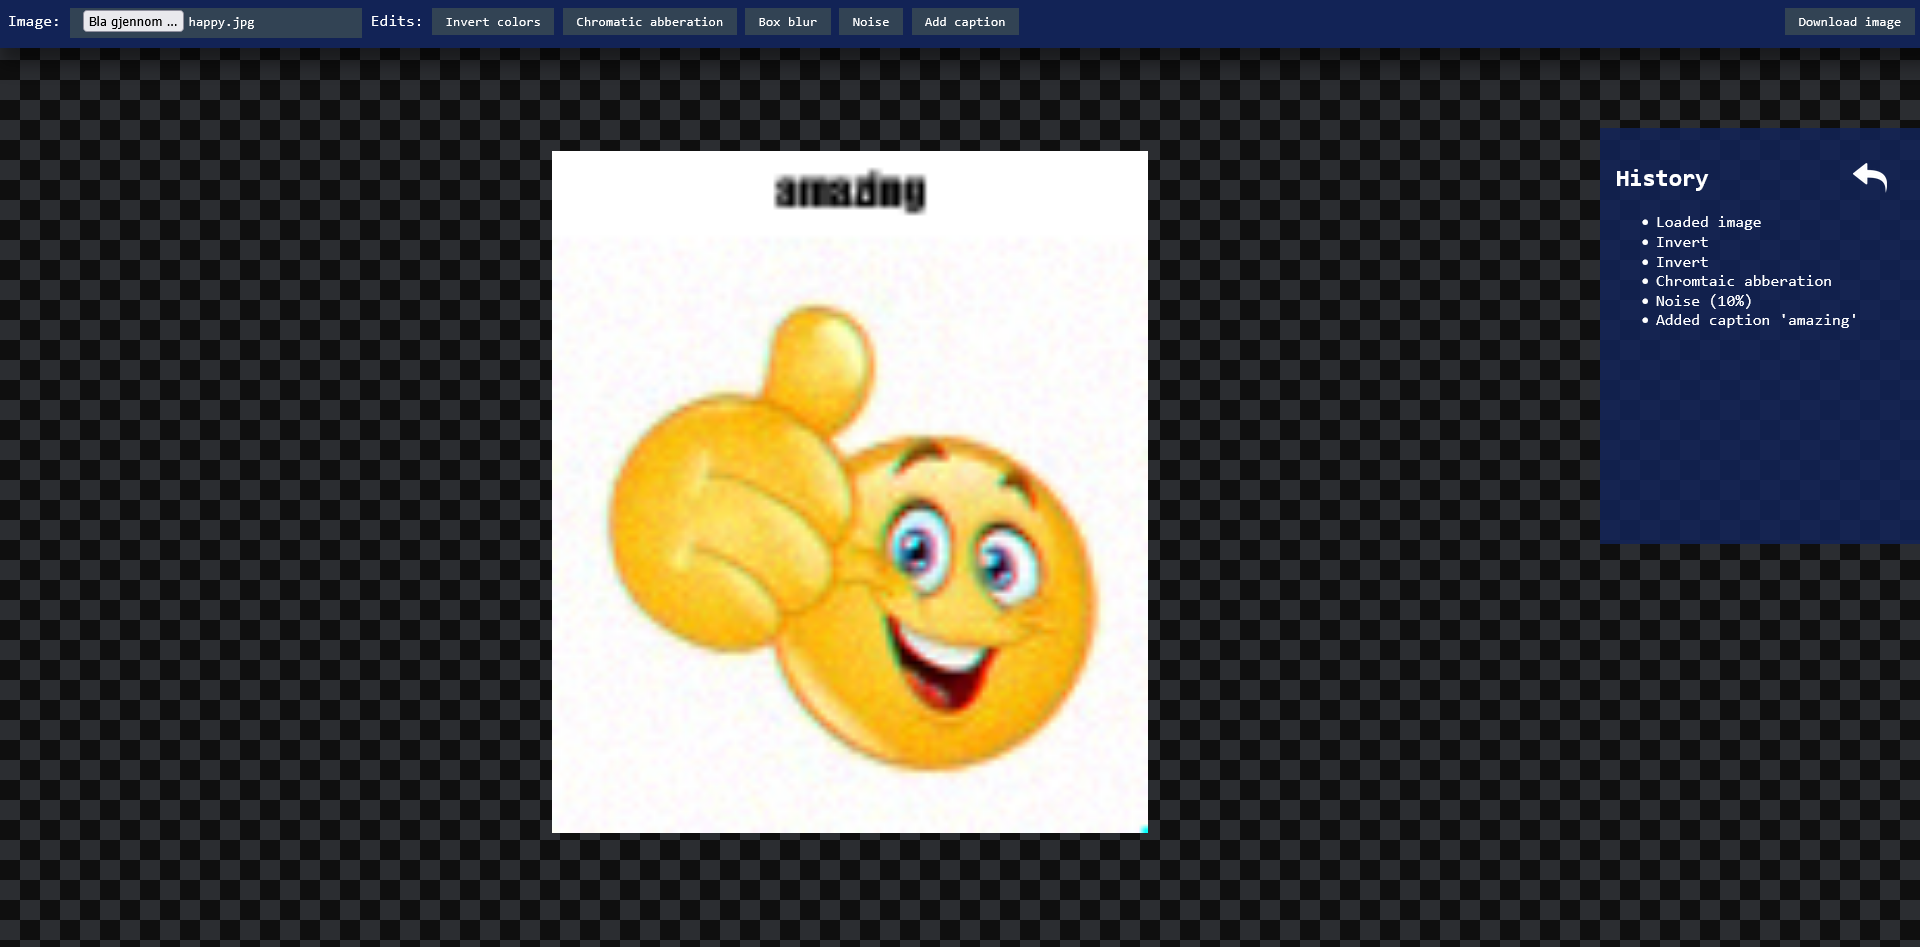 Image: Bla gjennom ... happy.jpg Edits: Invert colors Chromatic abberation Box blur Noise Add caption Download image
amazing
History
Loaded image
Invert
Invert
Chromtaic abberation
Noise (10%)
Added caption 'amazing'